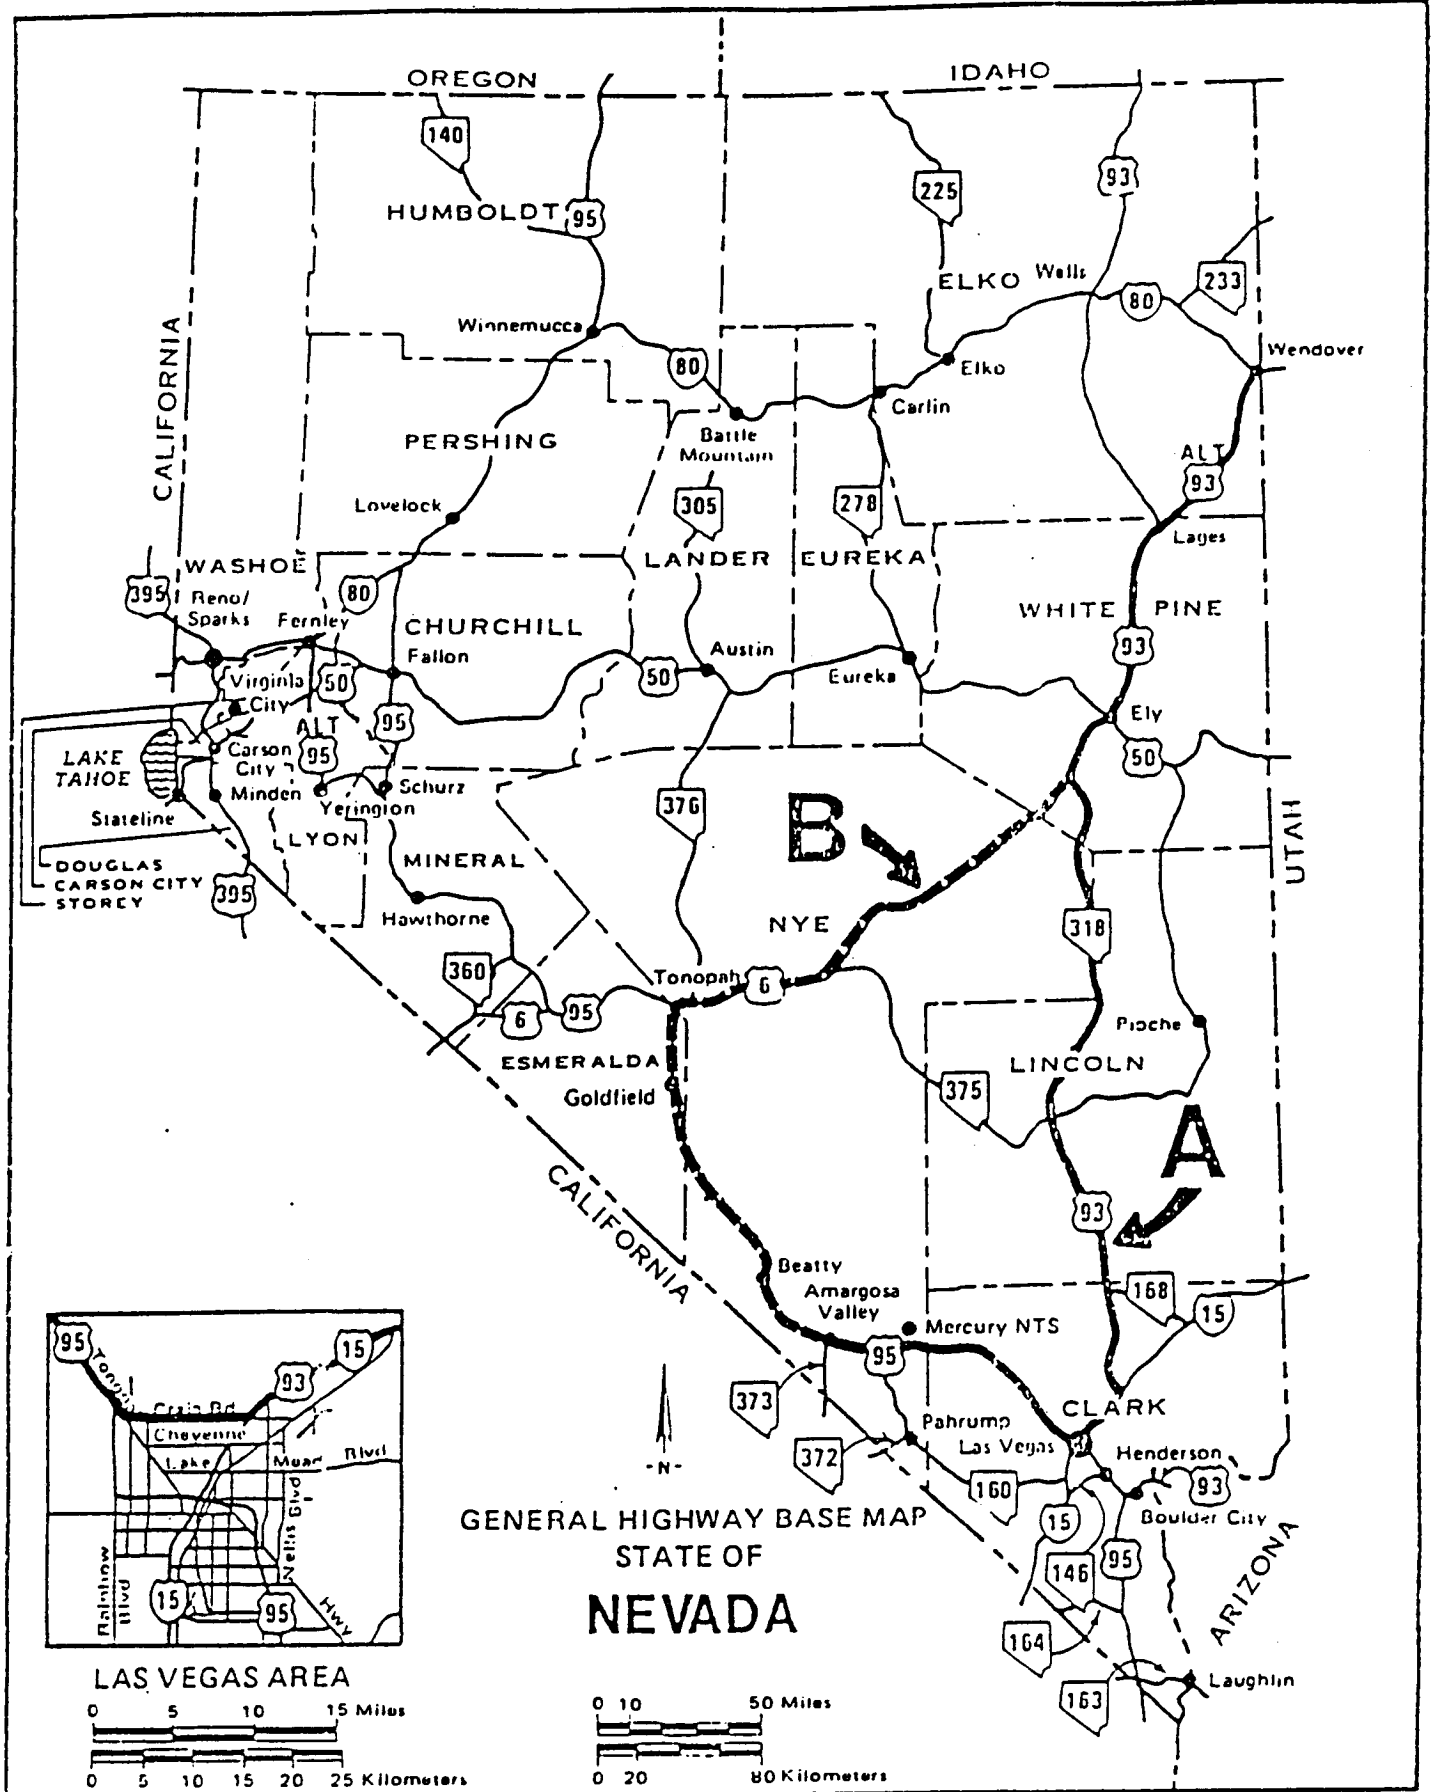 OREGON
IDAHO
140
HUMBOLDT
95
225
93
ELKO
Wells
80
233
CALIFORNIA
Winnemucca
80
Elko
Wendover
Carlin
PERSHING
Battle
Mountain
ALT
93
Lovelock
305
278
Lages
WASHOE
LANDER
EUREKA
395
Reno/
Sparks
80
Fernley
CHURCHILL
WHITE PINE
93
Fallon
Austin
50
Eureka
Virginia
City
50
ALT
95
95
Ely
50
LAKE
TAHOE
Carson
City
Minden
Schurz
Yerington
Stateline
376
B
UTAH
LYON
MINERAL
DOUGLAS
CARSON CITY
STOREY
395
Hawthorne
NYE
318
360
Tonopah
6
6
95
Pioche
ESMERALDA
Goldfield
LINCOLN
375
A
93
CALIFORNIA
Beatty
Amargosa
Valley
168
15
Mercury NTS
95
373
CLARK
Pahrump
Las Vegas
372
Henderson
160
93
Boulder City
15
146
95
ARIZONA
164
Laughlin
163
95
15
93
Craig Rd
Cheyenne
Lake Mead Blvd
Nellis Blvd
Rainbow
Blvd
15
95
Hwy
-N-
GENERAL HIGHWAY BASE MAP
STATE OF
NEVADA
LAS VEGAS AREA
0 5 10 15 Miles
0 5 10 15 20 25 Kilometers
0 10 50 Miles
0 20 80 Kilometers